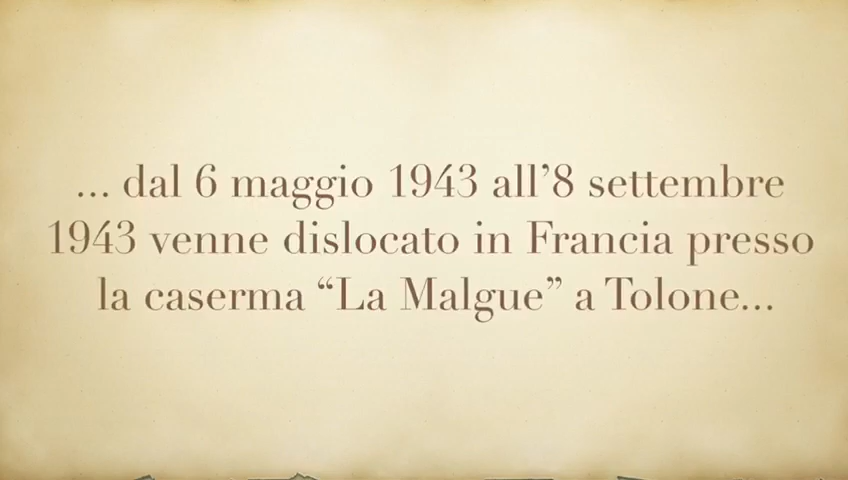 ... dal 6 maggio 1943 all’8 settembre
1943 venne dislocato in Francia presso
la caserma “La Malgue” a Tolone...